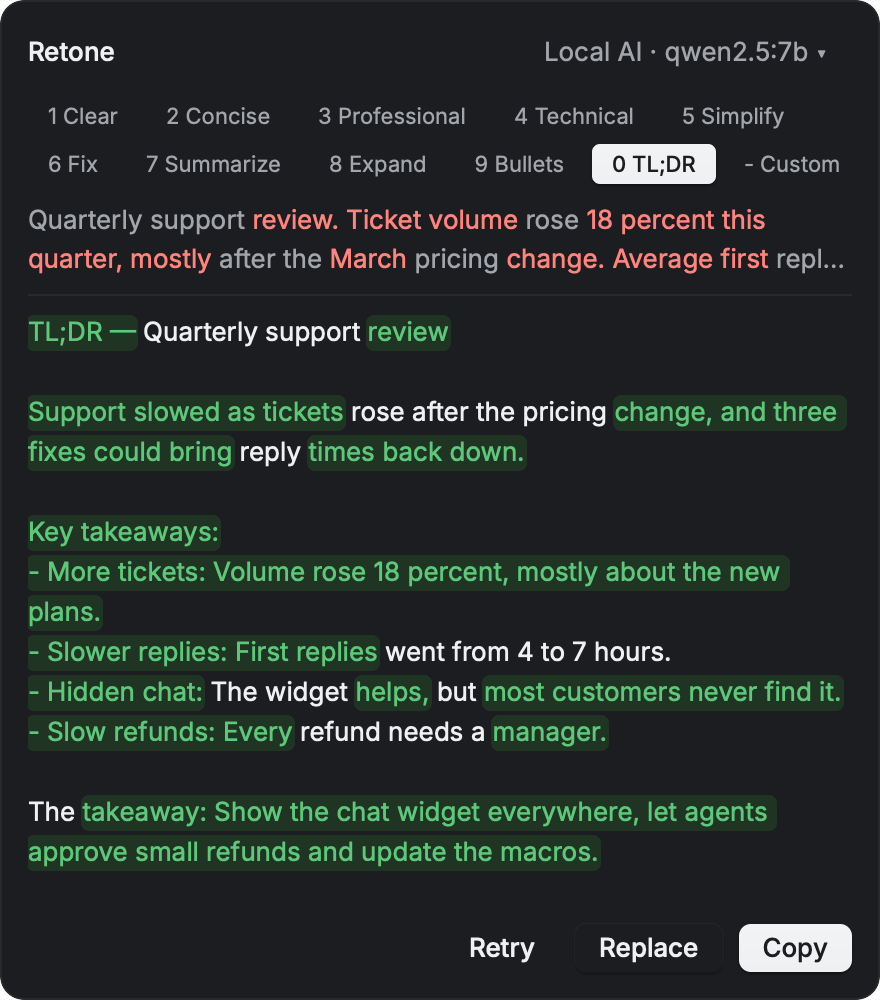 Retone
Local AI · qwen2.5:7b ▾
1 Clear 2 Concise 3 Professional 4 Technical 5 Simplify
6 Fix 7 Summarize 8 Expand 9 Bullets 0 TL;DR - Custom
Quarterly support review. Ticket volume rose 18 percent this
quarter, mostly after the March pricing change. Average first repl...
TL;DR — Quarterly support review
Support slowed as tickets rose after the pricing change, and three
fixes could bring reply times back down.
Key takeaways:
- More tickets: Volume rose 18 percent, mostly about the new
plans.
- Slower replies: First replies went from 4 to 7 hours.
- Hidden chat: The widget helps, but most customers never find it.
- Slow refunds: Every refund needs a manager.
The takeaway: Show the chat widget everywhere, let agents
approve small refunds and update the macros.
Retry Replace Copy